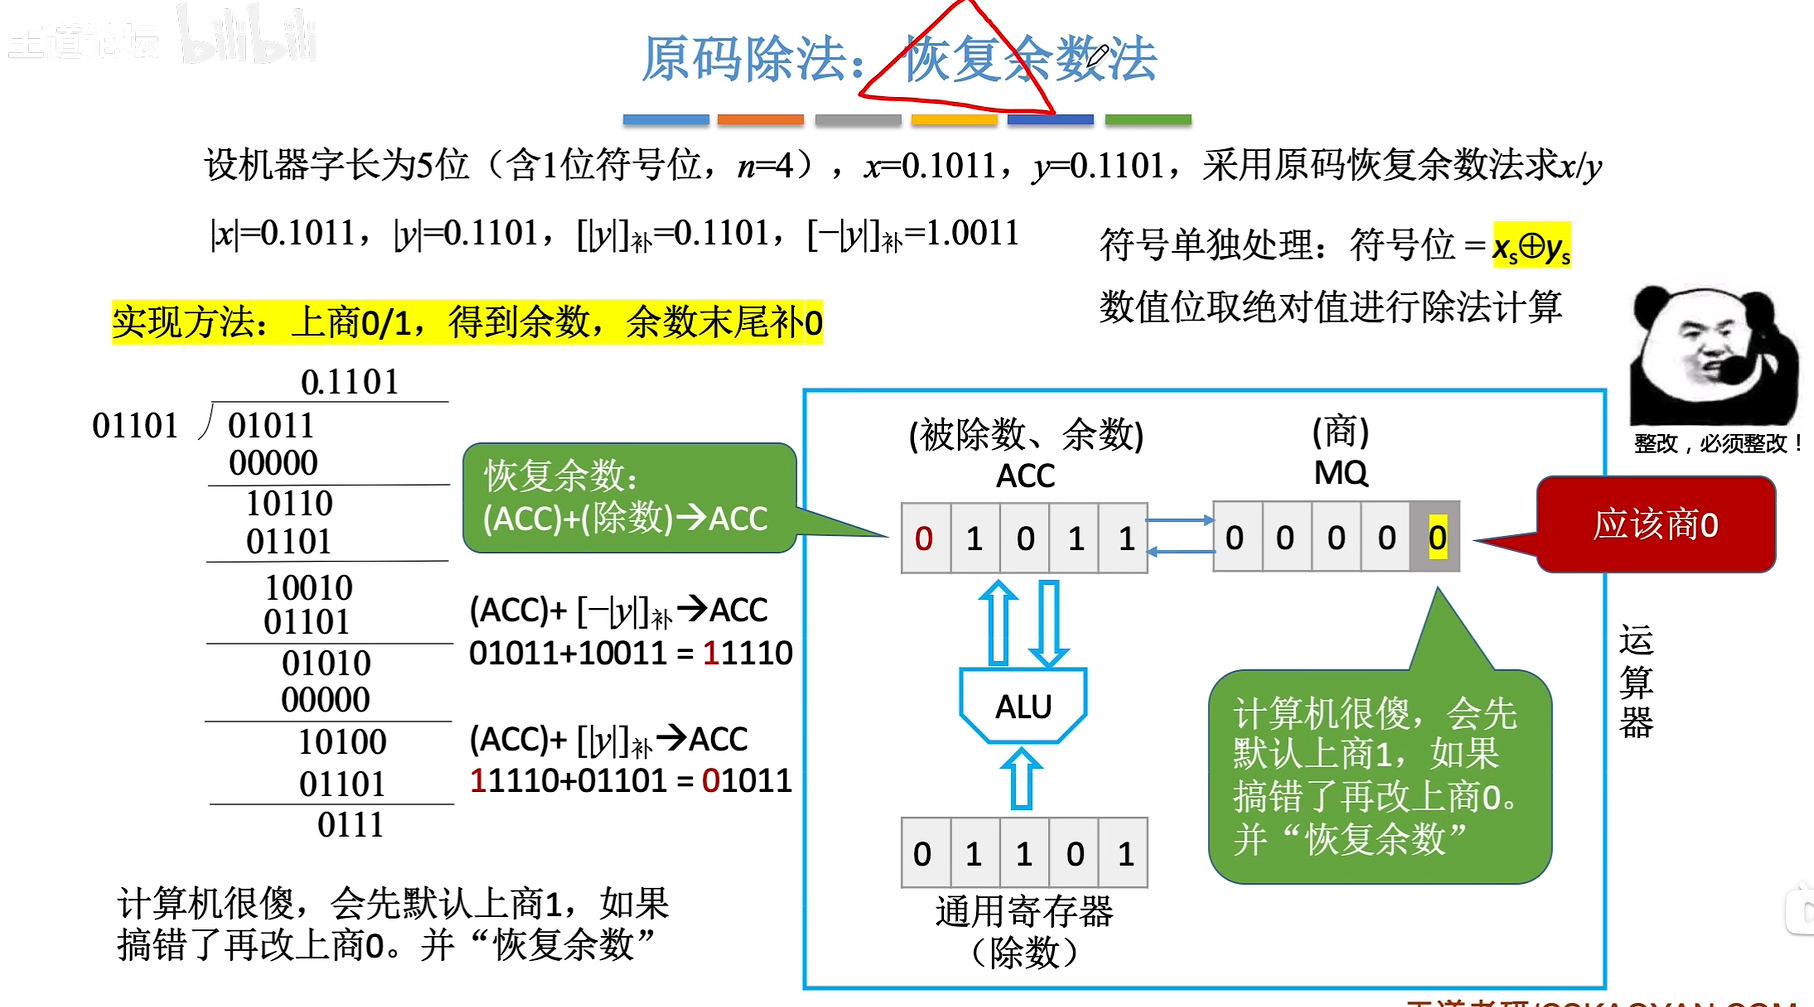 王道论坛 bilibili
原码除法：恢复余数法
设机器字长为5位（含1位符号位，n=4），x=0.1011，y=0.1101，采用原码恢复余数法求x/y
|x|=0.1011，|y|=0.1101，[|y|]补=0.1101，[−|y|]补=1.0011
符号单独处理：符号位 = xs⊕ys
数值位取绝对值进行除法计算
实现方法：上商0/1，得到余数，余数末尾补0
0.1101
01101
01011
00000
10110
01101
10010
01101
01010
00000
10100
01101
0111
恢复余数：
(ACC)+(除数)→ACC
(ACC)+ [−|y|]补→ACC
01011+10011 = 11110
(ACC)+ [|y|]补→ACC
11110+01101 = 01011
计算机很傻，会先默认上商1，如果
搞错了再改上商0。并“恢复余数”
(被除数、余数)
ACC
0 1 0 1 1
(商)
MQ
0 0 0 0 0
ALU
0 1 1 0 1
通用寄存器
（除数）
应该商0
计算机很傻，会先
默认上商1，如果
搞错了再改上商0。
并“恢复余数”
运
算
器
整改，必须整改！
王道考研/CSKAOYAN.COM